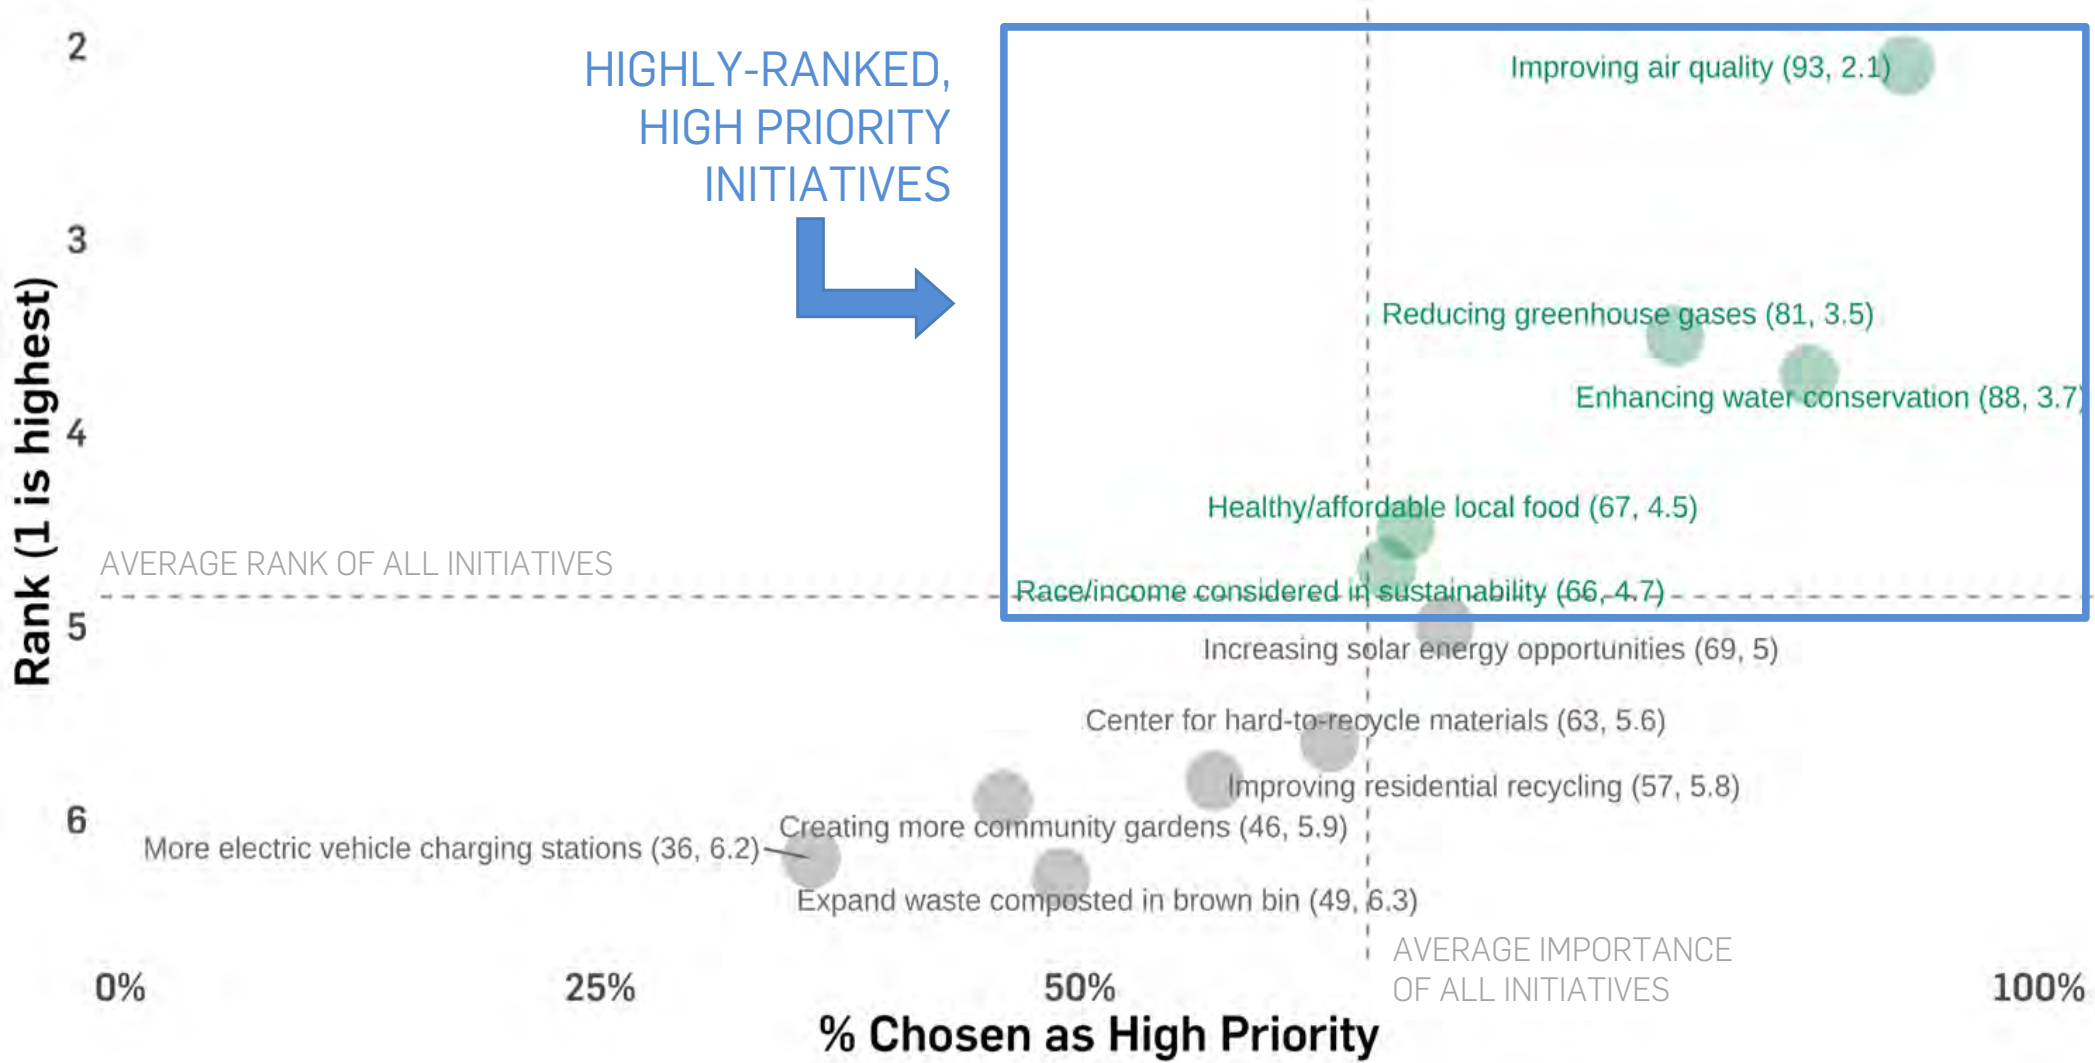 2
3
4
5
6
Rank (1 is highest)
HIGHLY-RANKED,
HIGH PRIORITY
INITIATIVES
Improving air quality (93, 2.1)
Reducing greenhouse gases (81, 3.5)
Enhancing water conservation (88, 3.7)
Healthy/affordable local food (67, 4.5)
AVERAGE RANK OF ALL INITIATIVES
Race/income considered in sustainability (66, 4.7)
Increasing solar energy opportunities (69, 5)
Center for hard-to-recycle materials (63, 5.6)
Improving residential recycling (57, 5.8)
Creating more community gardens (46, 5.9)
More electric vehicle charging stations (36, 6.2)
Expand waste composted in brown bin (49, 6.3)
AVERAGE IMPORTANCE
OF ALL INITIATIVES
0%
25%
50%
100%
% Chosen as High Priority